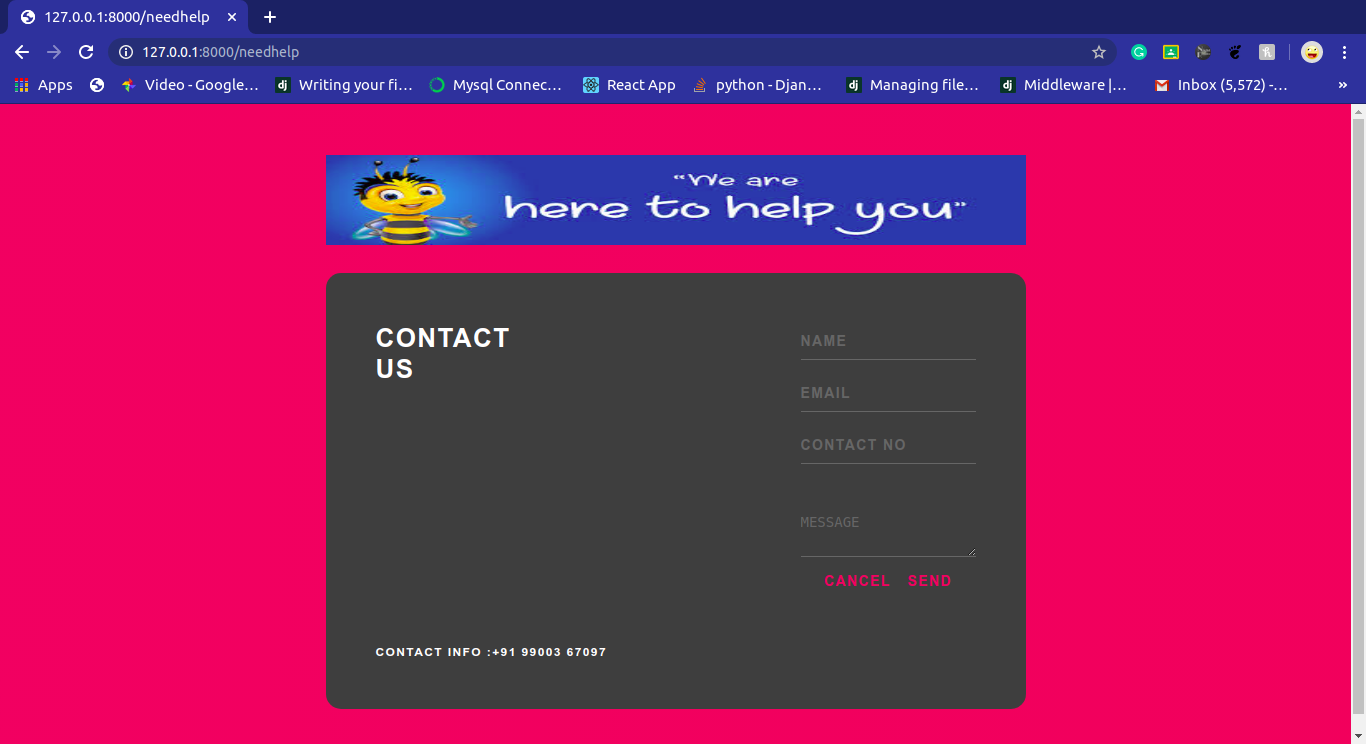 127.0.0.1:8000/needhelp
127.0.0.1:8000/needhelp
Apps Video - Google… Writing your fi… Mysql Connec… React App python - Djan… Managing file… Middleware |… Inbox (5,572) -… »
“We are
here to help you”
CONTACT
US
NAME
EMAIL
CONTACT NO
MESSAGE
CANCEL SEND
CONTACT INFO :+91 99003 67097